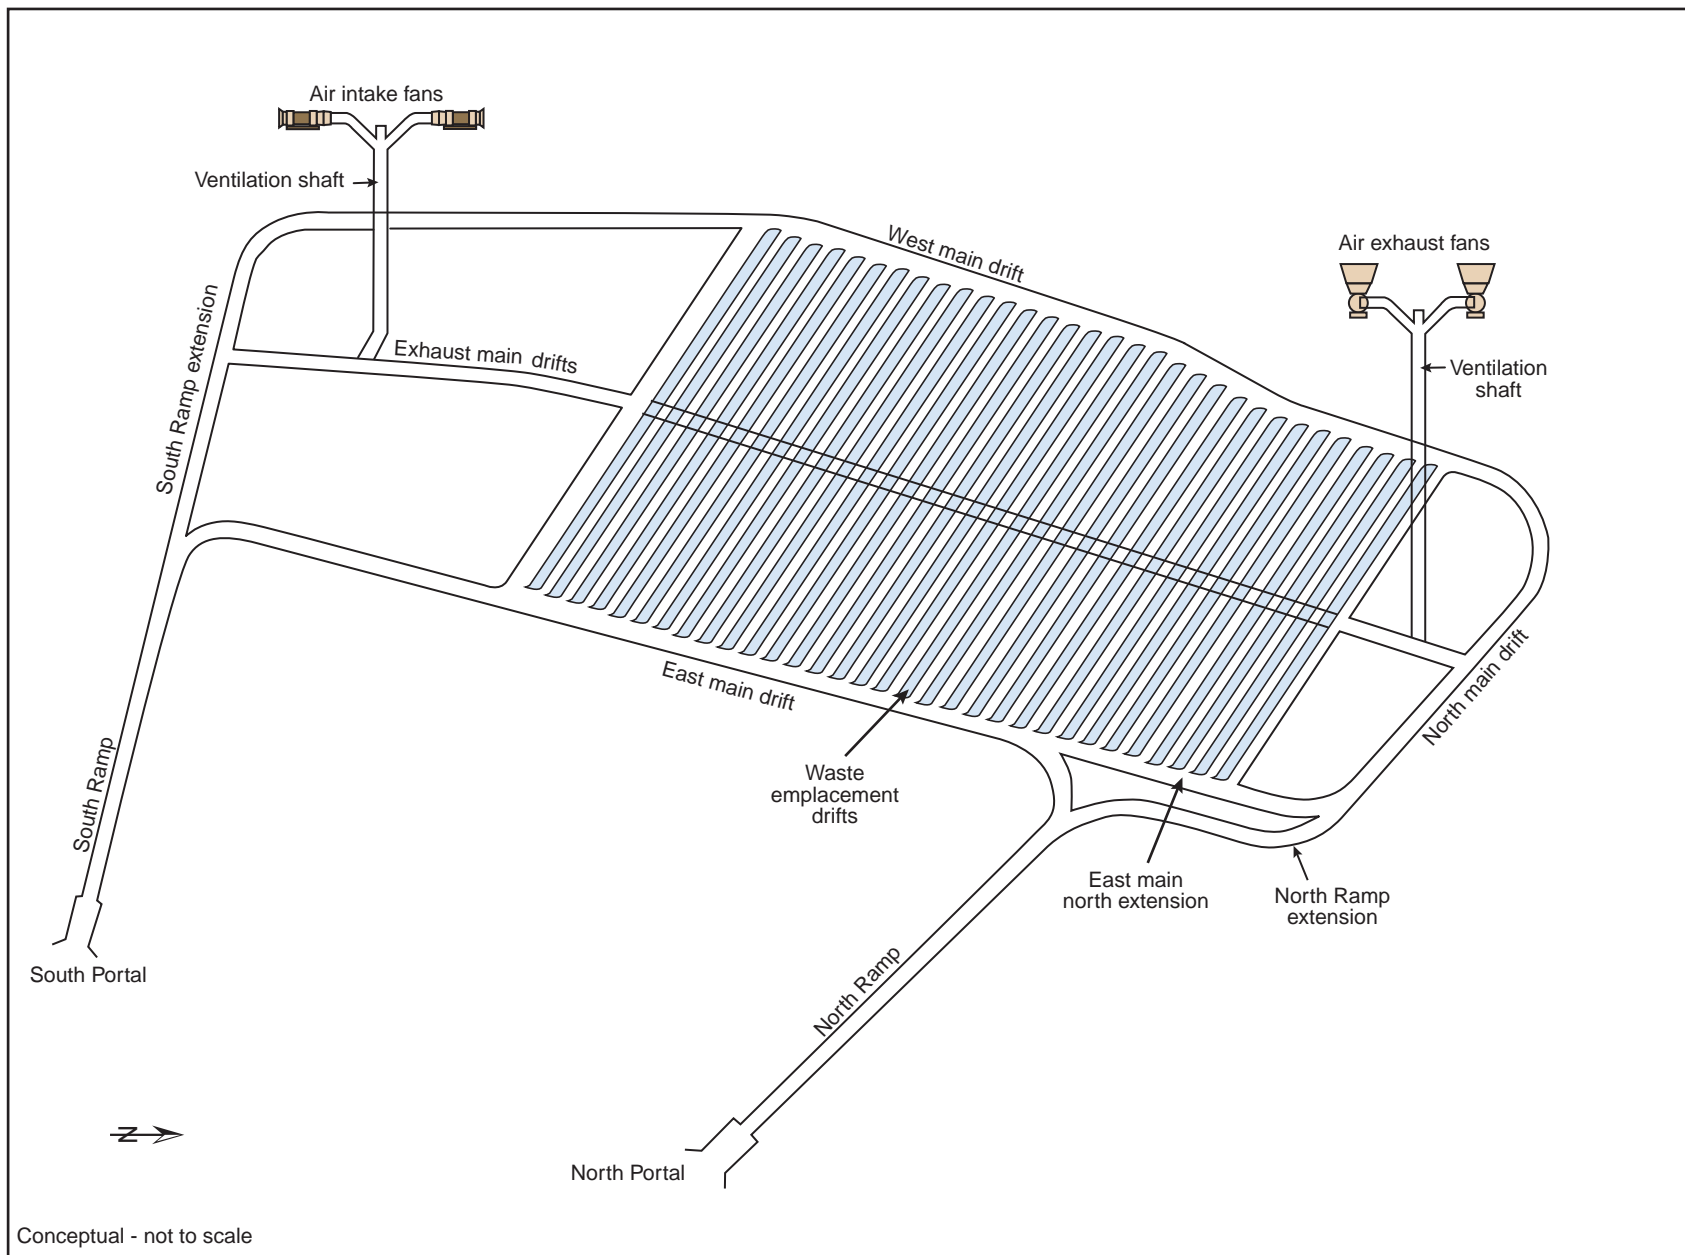 Air intake fans
Ventilation shaft
West main drift
Air exhaust fans
South Ramp extension
Exhaust main drifts
Ventilation
shaft
East main drift
North main drift
Waste
emplacement
drifts
South Ramp
East main
north extension
North Ramp
extension
South Portal
North Ramp
N
North Portal
Conceptual - not to scale